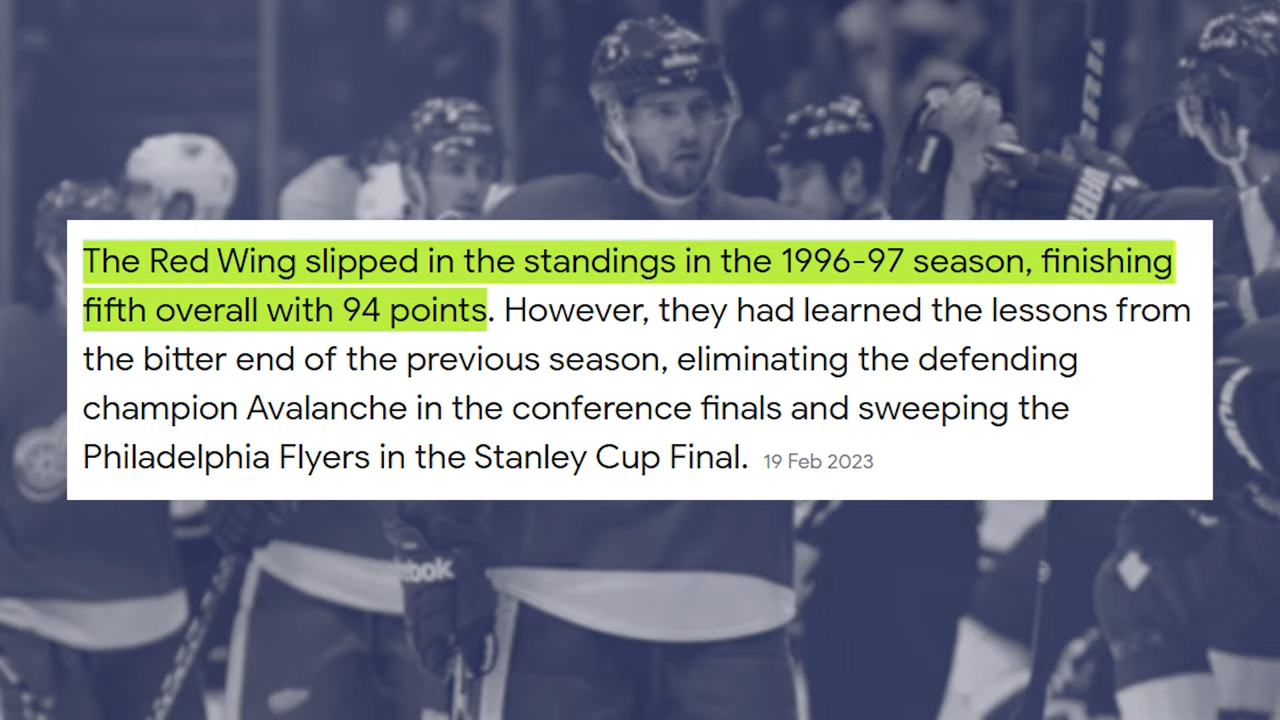 The Red Wing slipped in the standings in the 1996-97 season, finishing
fifth overall with 94 points. However, they had learned the lessons from
the bitter end of the previous season, eliminating the defending
champion Avalanche in the conference finals and sweeping the
Philadelphia Flyers in the Stanley Cup Final. 19 Feb 2023